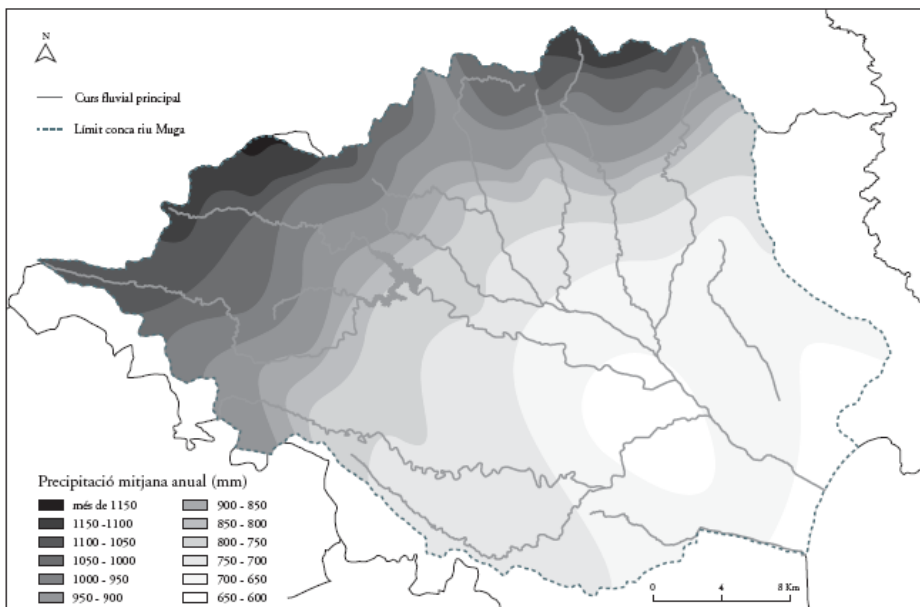 N
Curs fluvial principal
Límit conca riu Muga
Precipitació mitjana anual (mm)
més de 1150
1150 -1100
1100 - 1050
1050 - 1000
1000 - 950
950 - 900
900 - 850
850 - 800
800 - 750
750 - 700
700 - 650
650 - 600
0 4 8 Km